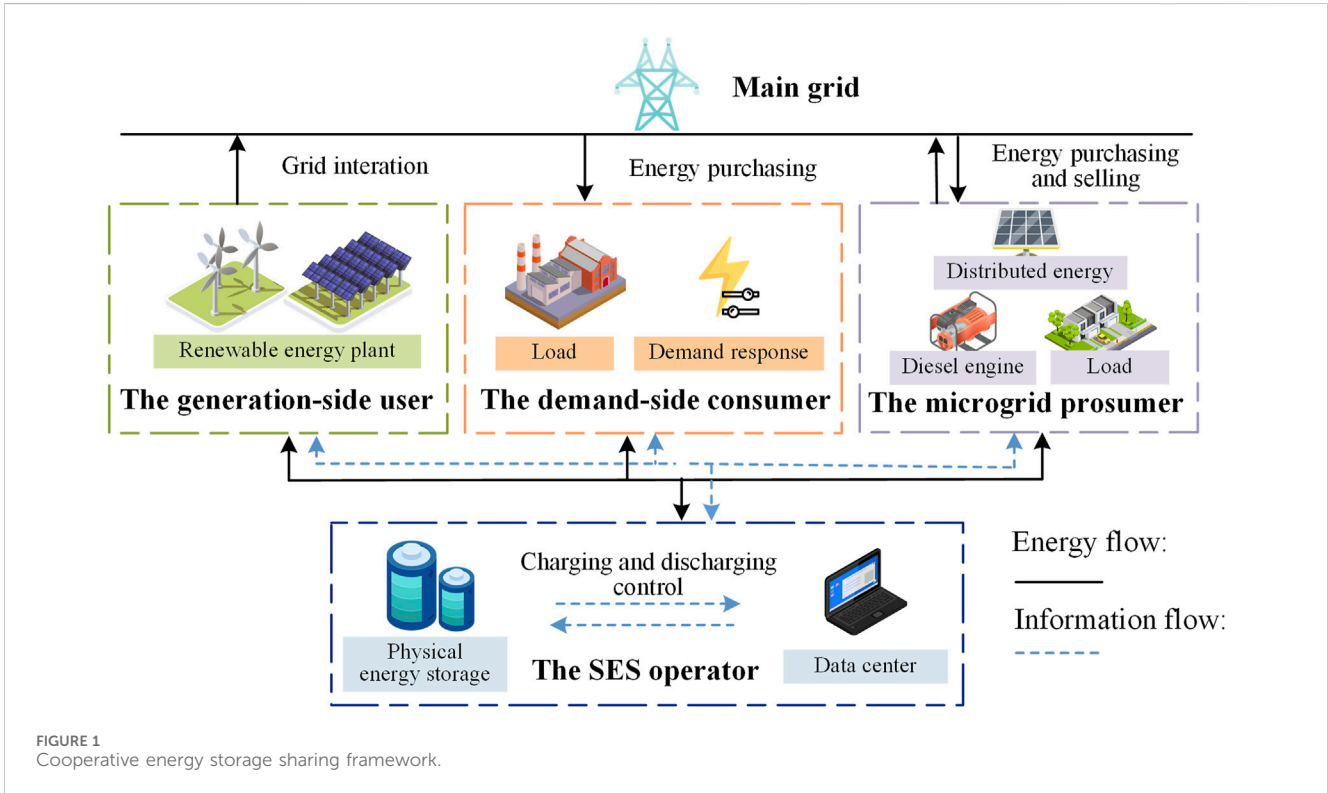 Main grid
Grid interation
Energy purchasing
Energy purchasing
and selling
Renewable energy plant
The generation-side user
Load
Demand response
The demand-side consumer
Distributed energy
Diesel engine
Load
The microgrid prosumer
Charging and discharging
control
Physical
energy storage
The SES operator
Data center
Energy flow:
Information flow:
FIGURE 1
Cooperative energy storage sharing framework.